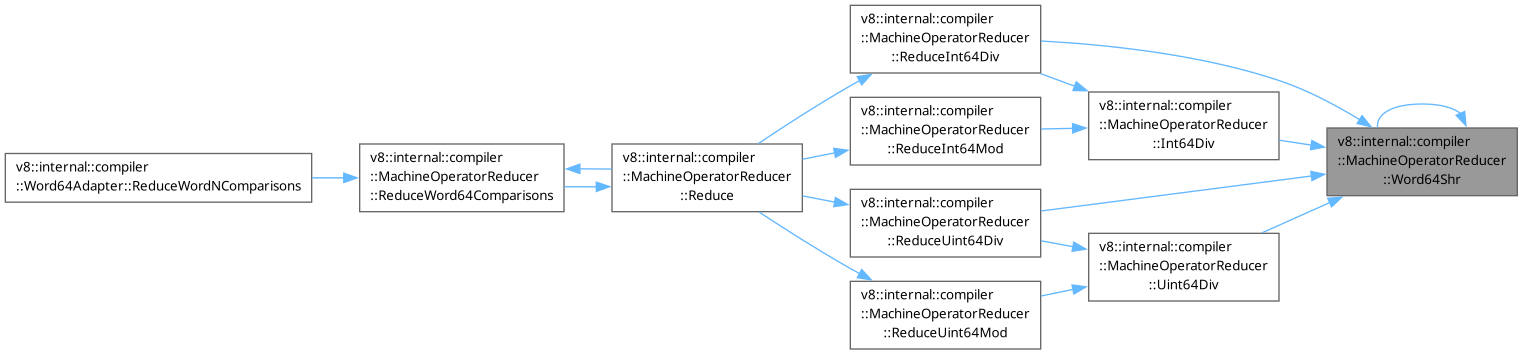 v8::internal::compiler
::Word64Adapter::ReduceWordNComparisons
v8::internal::compiler
::MachineOperatorReducer
::ReduceWord64Comparisons
v8::internal::compiler
::MachineOperatorReducer
::Reduce
v8::internal::compiler
::MachineOperatorReducer
::ReduceInt64Div
v8::internal::compiler
::MachineOperatorReducer
::ReduceInt64Mod
v8::internal::compiler
::MachineOperatorReducer
::ReduceUint64Div
v8::internal::compiler
::MachineOperatorReducer
::ReduceUint64Mod
v8::internal::compiler
::MachineOperatorReducer
::Int64Div
v8::internal::compiler
::MachineOperatorReducer
::Uint64Div
v8::internal::compiler
::MachineOperatorReducer
::Word64Shr